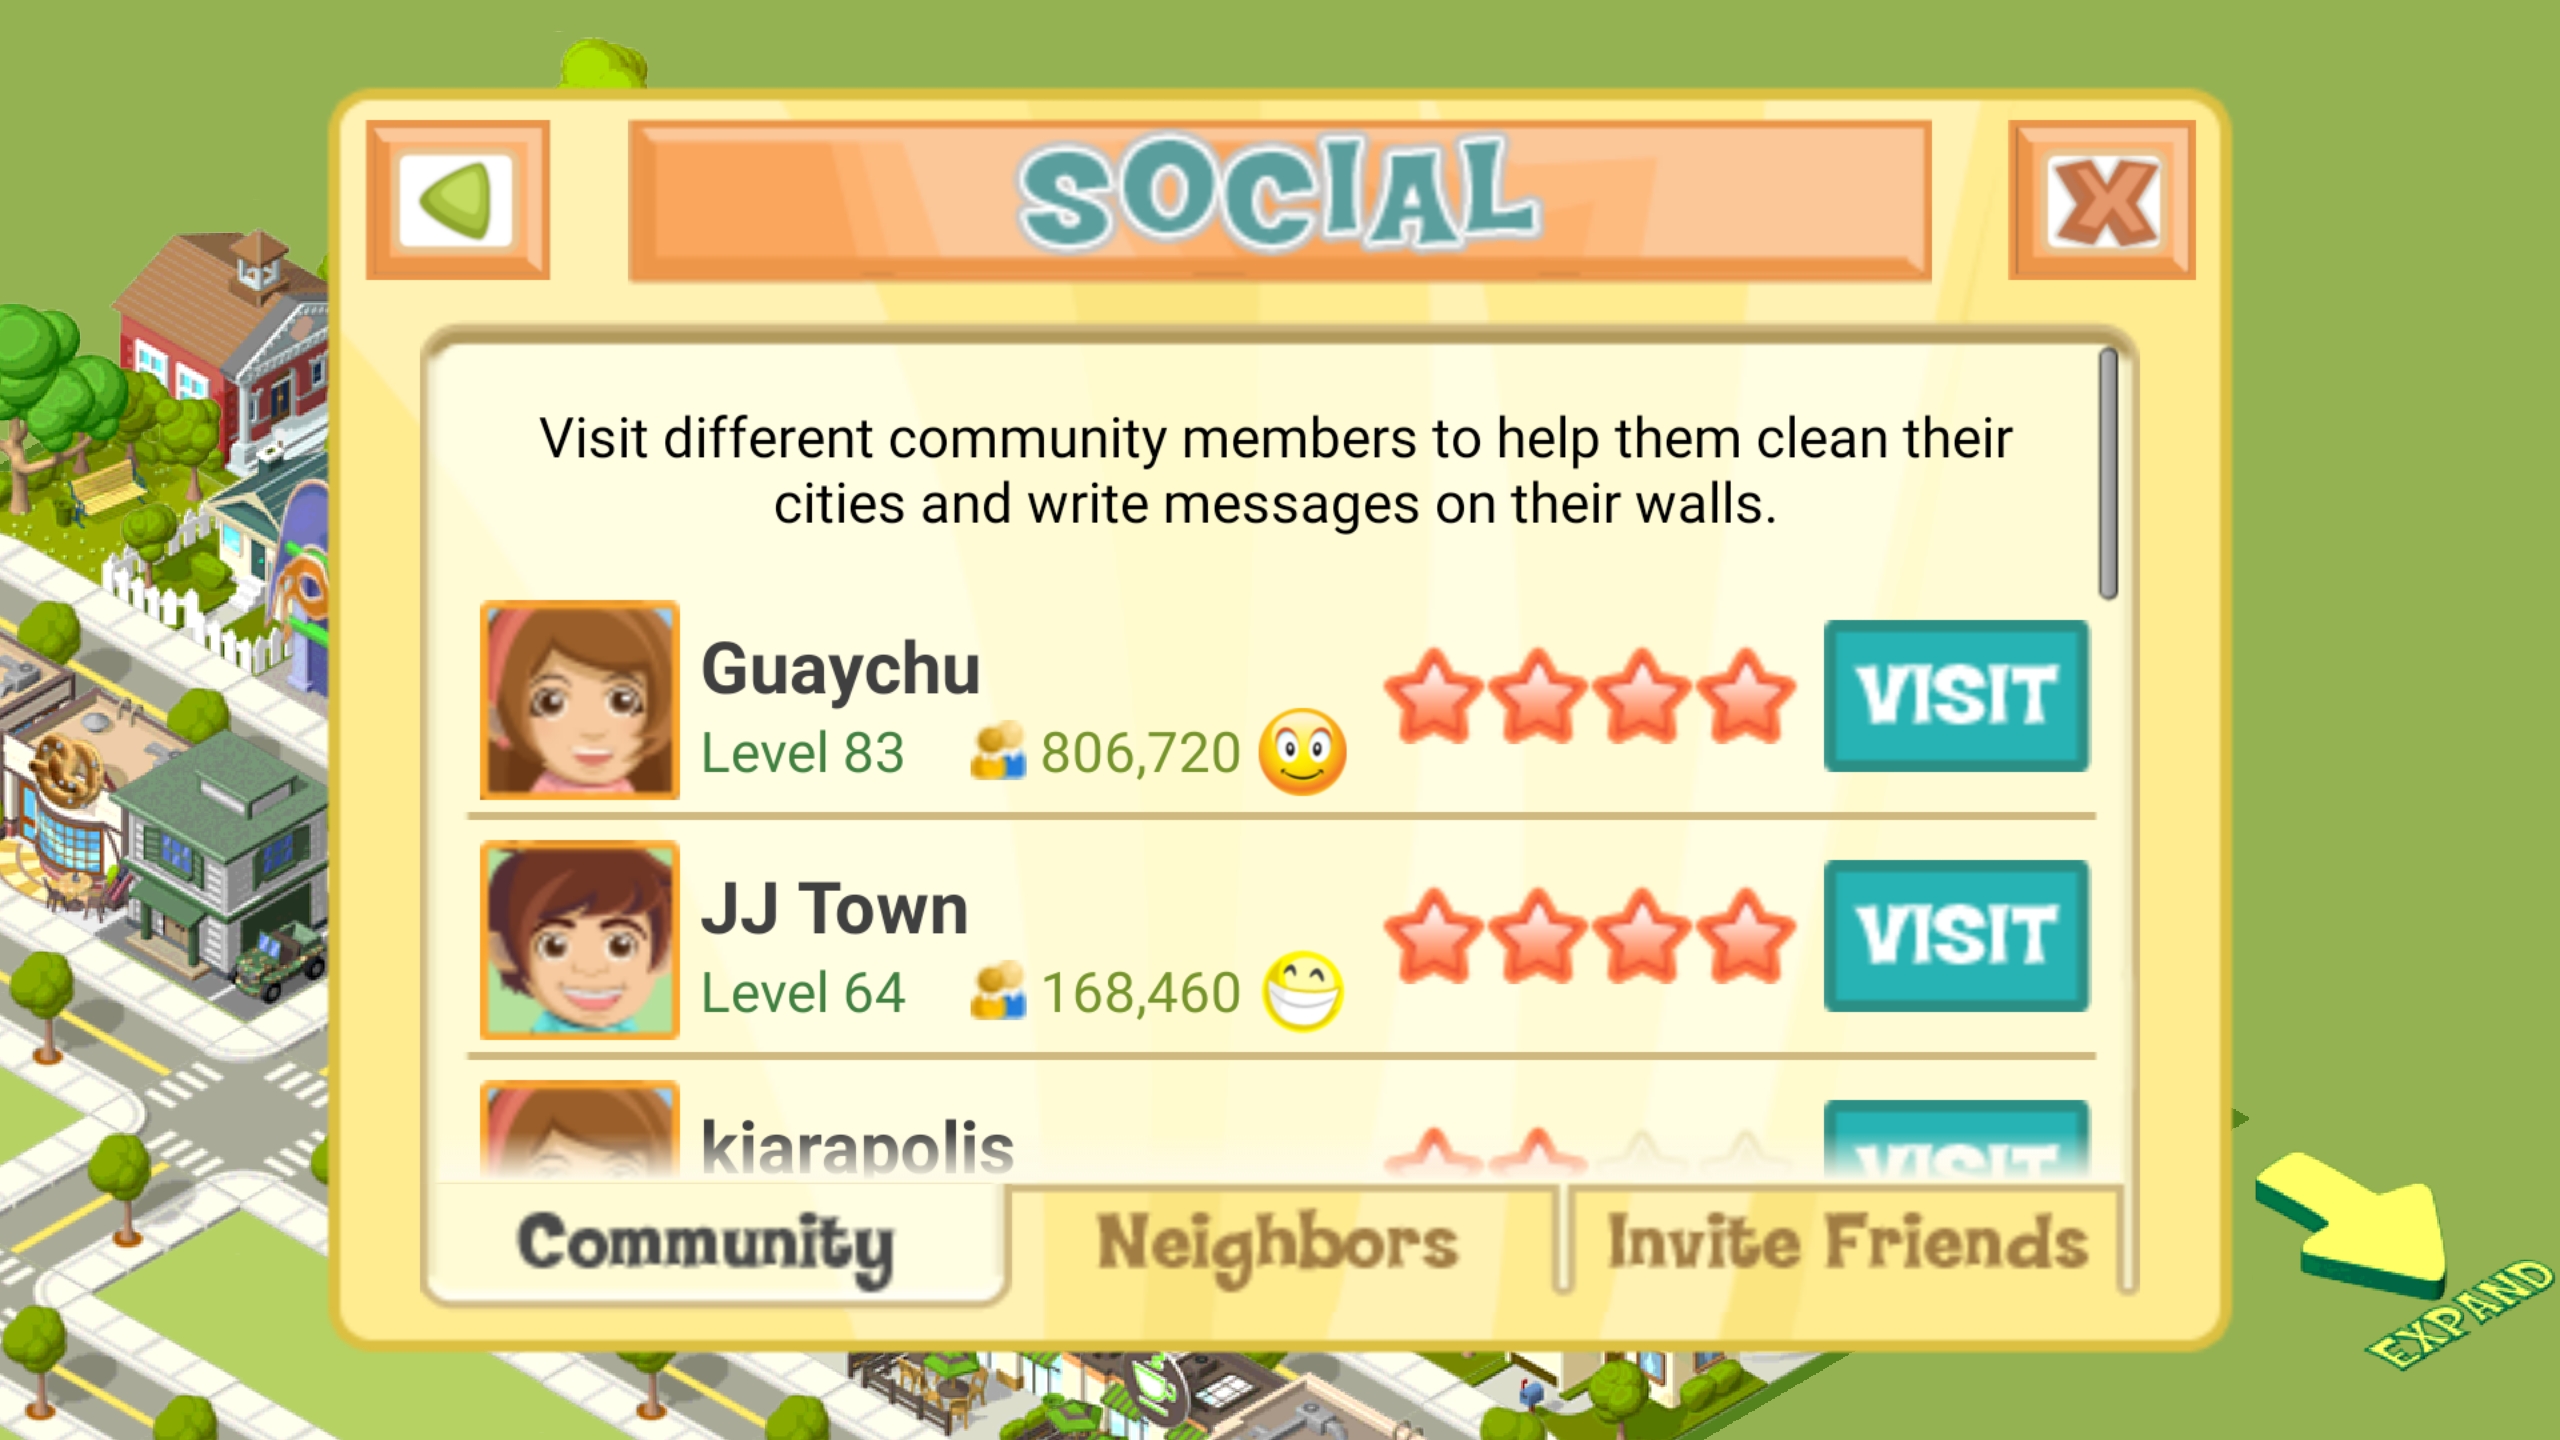 SOCIAL
Visit different community members to help them clean their
cities and write messages on their walls.
Guaychu
Level 83 806,720
VISIT
JJ Town
Level 64 168,460
VISIT
kiarapolis
VISIT
Community Neighbors Invite Friends
EXPAND